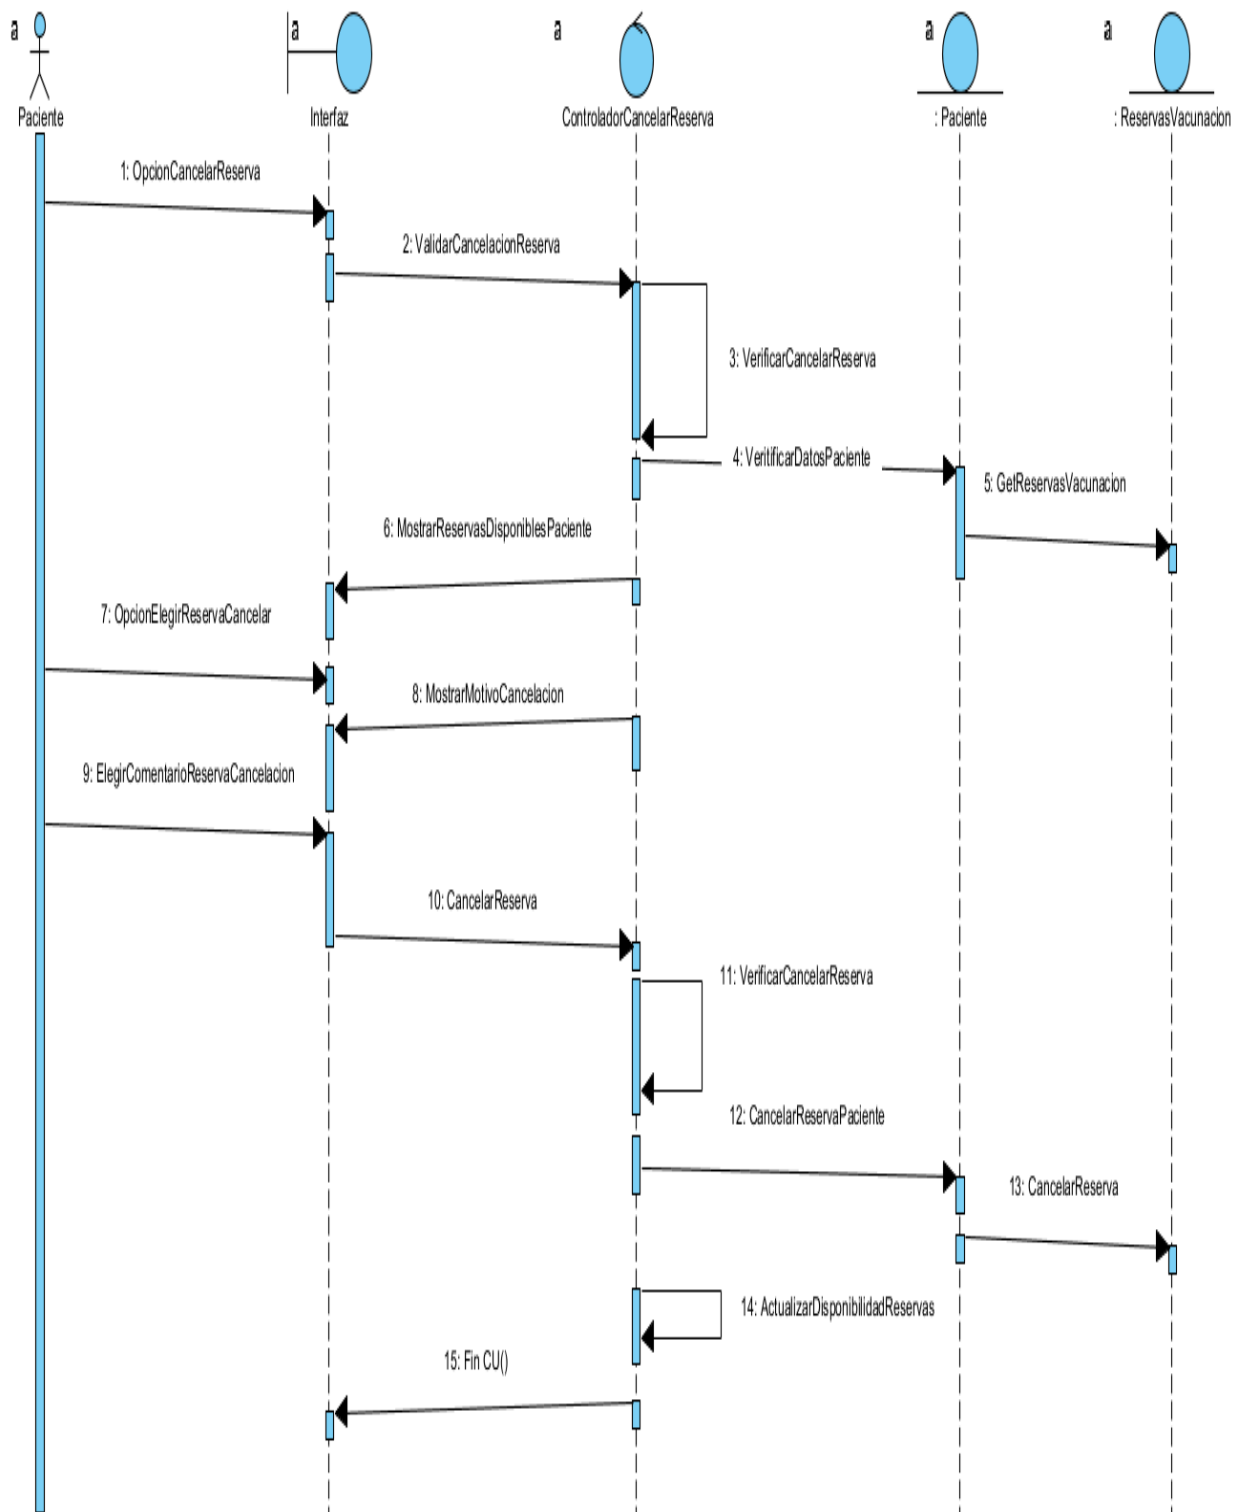 a a a a a
Paciente Interfaz ControladorCancelarReserva : Paciente : ReservasVacunacion
1: OpcionCancelarReserva
2: ValidarCancelacionReserva
3: VerificarCancelarReserva
4: VeritificarDatosPaciente
5: GetReservasVacunacion
6: MostrarReservasDisponiblesPaciente
7: OpcionElegirReservaCancelar
8: MostrarMotivoCancelacion
9: ElegirComentarioReservaCancelacion
10: CancelarReserva
11: VerificarCancelarReserva
12: CancelarReservaPaciente
13: CancelarReserva
14: ActualizarDisponibilidadReservas
15: Fin CU()